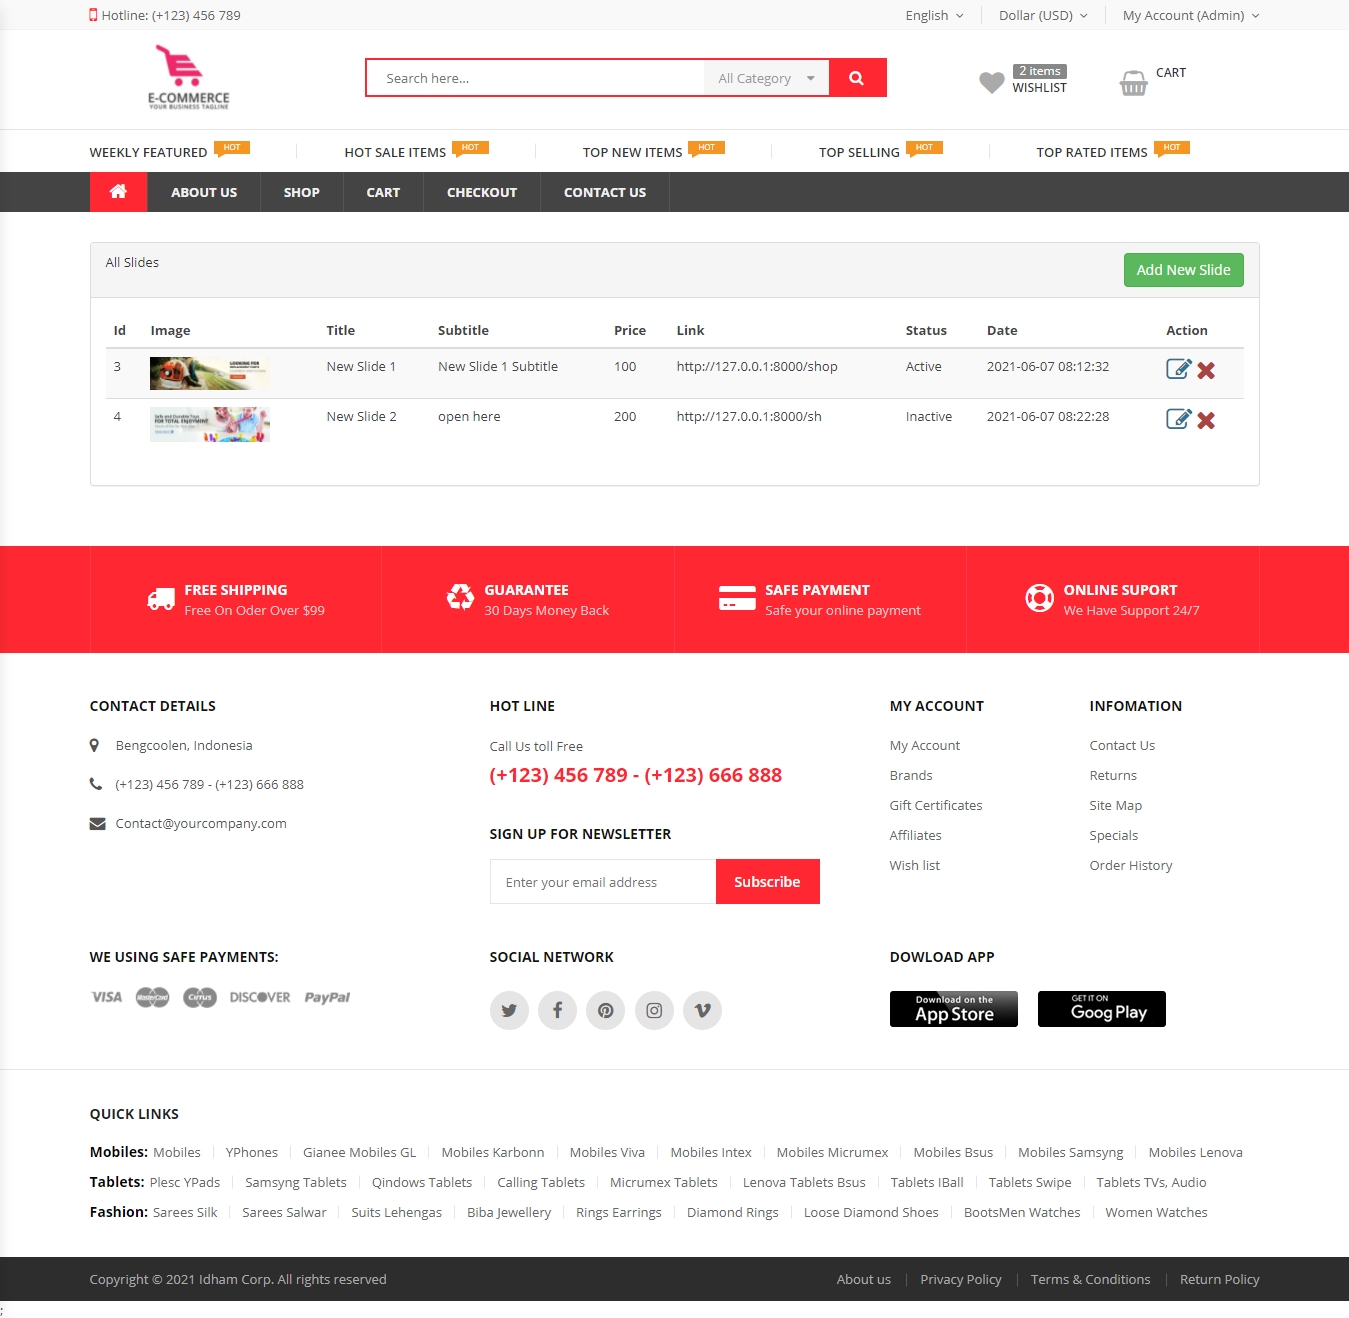 Hotline: (+123) 456 789
English
Dollar (USD)
My Account (Admin)
E-COMMERCE
YOUR BUSINESS TAGLINE
Search here...
All Category
2 items
WISHLIST
CART
WEEKLY FEATURED HOT
HOT SALE ITEMS HOT
TOP NEW ITEMS HOT
TOP SELLING HOT
TOP RATED ITEMS HOT
ABOUT US SHOP CART CHECKOUT CONTACT US
All Slides
Add New Slide
Id Image Title Subtitle Price Link Status Date Action
3 LOOKING FOR New Slide 1 New Slide 1 Subtitle 100 http://127.0.0.1:8000/shop Active 2021-06-07 08:12:32
4 Safe and Durable Toys FOR TOTAL ENJOYMENT New Slide 2 open here 200 http://127.0.0.1:8000/sh Inactive 2021-06-07 08:22:28
FREE SHIPPING
Free On Oder Over $99
GUARANTEE
30 Days Money Back
SAFE PAYMENT
Safe your online payment
ONLINE SUPORT
We Have Support 24/7
CONTACT DETAILS
Bengcoolen, Indonesia
(+123) 456 789 - (+123) 666 888
Contact@yourcompany.com
HOT LINE
Call Us toll Free
(+123) 456 789 - (+123) 666 888
SIGN UP FOR NEWSLETTER
Enter your email address
Subscribe
MY ACCOUNT
My Account
Brands
Gift Certificates
Affiliates
Wish list
INFOMATION
Contact Us
Returns
Site Map
Specials
Order History
WE USING SAFE PAYMENTS:
VISA MasterCard Cirrus DISCOVER PayPal
SOCIAL NETWORK
DOWLOAD APP
Download on the
App Store
GET IT ON
Goog Play
QUICK LINKS
Mobiles: Mobiles YPhones Gianee Mobiles GL Mobiles Karbonn Mobiles Viva Mobiles Intex Mobiles Micrumex Mobiles Bsus Mobiles Samsyng Mobiles Lenova
Tablets: Plesc YPads Samsyng Tablets Qindows Tablets Calling Tablets Micrumex Tablets Lenova Tablets Bsus Tablets IBall Tablets Swipe Tablets TVs, Audio
Fashion: Sarees Silk Sarees Salwar Suits Lehengas Biba Jewellery Rings Earrings Diamond Rings Loose Diamond Shoes BootsMen Watches Women Watches
Copyright © 2021 Idham Corp. All rights reserved
About us Privacy Policy Terms & Conditions Return Policy
;